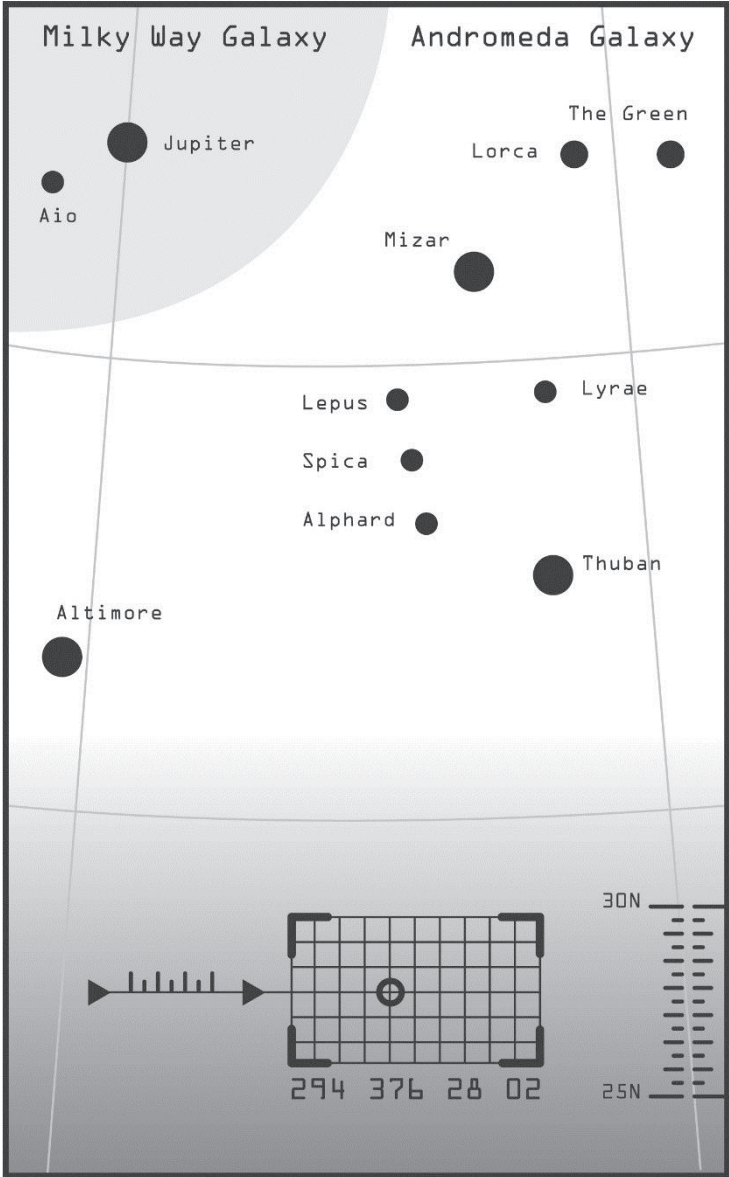 Milky Way Galaxy
Andromeda Galaxy
The Green
Jupiter
Lorca
Aio
Mizar
Lepus
Lyrae
Spica
Alphard
Thuban
Altimore
30N
294 376 28 02
25N